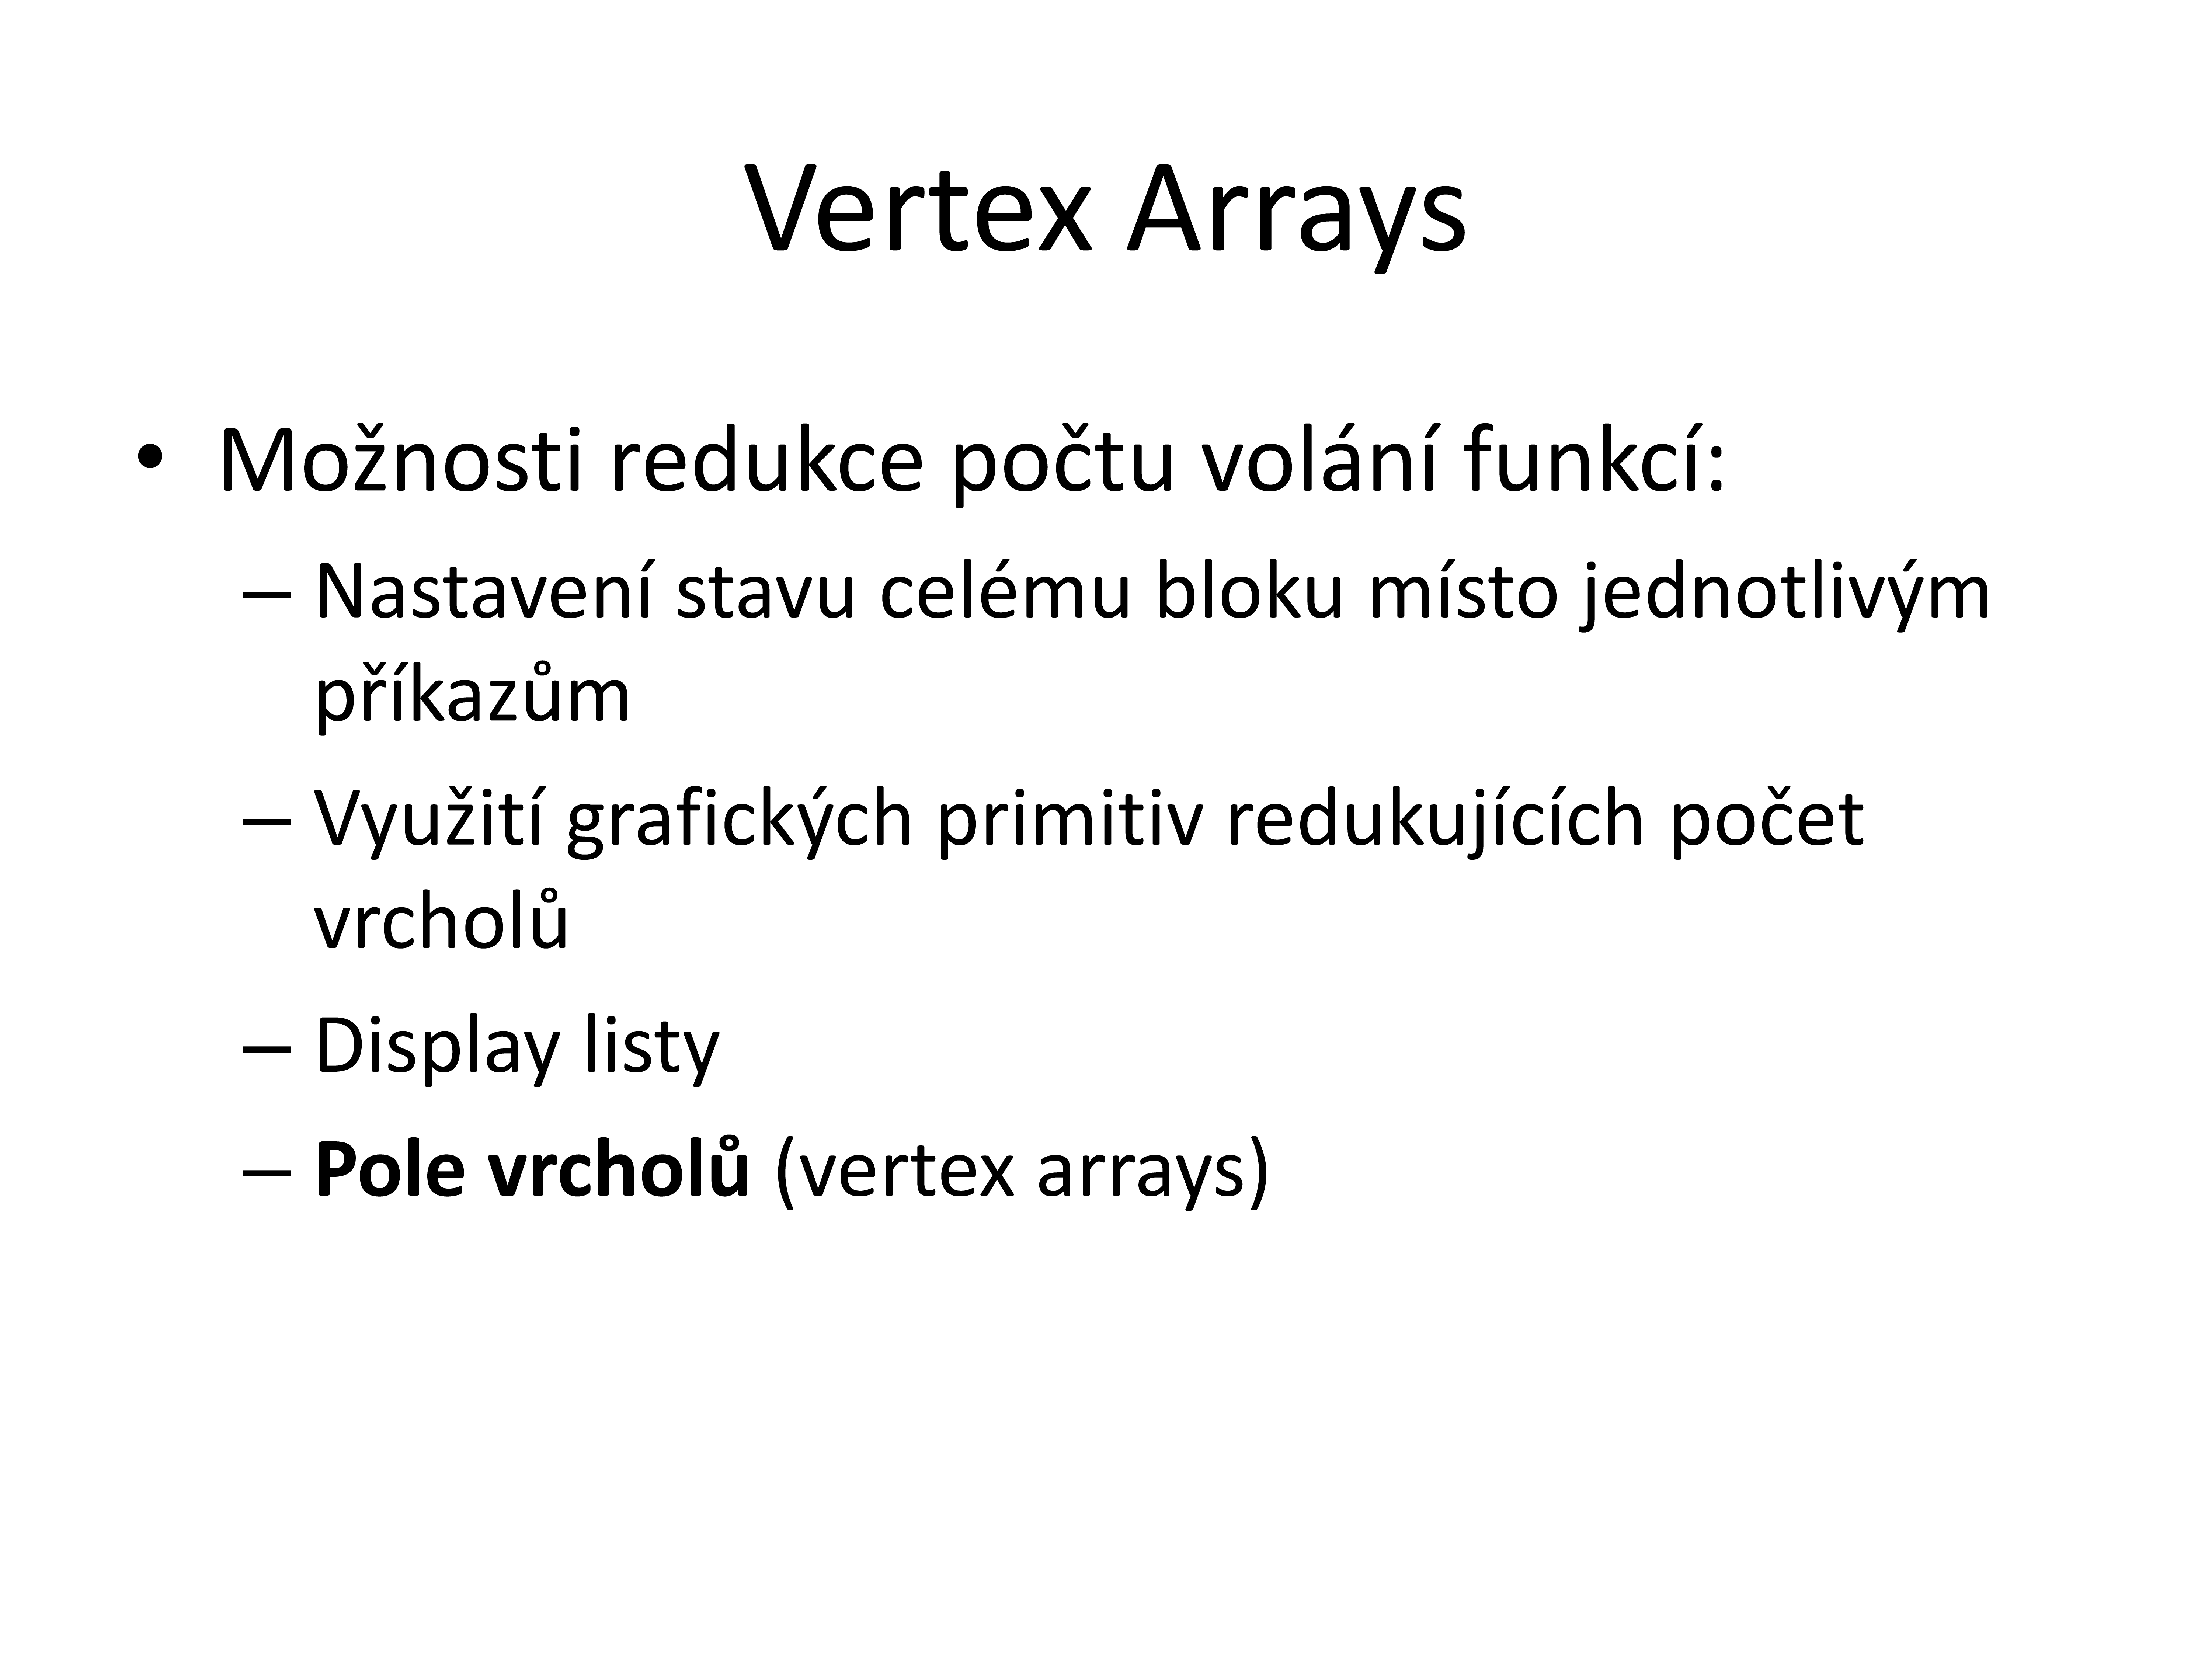 Vertex Arrays
• Možnosti redukce počtu volání funkcí:
– Nastavení stavu celému bloku místo jednotlivým
příkazům
– Využití grafických primitiv redukujících počet
vrcholů
– Display listy
– Pole vrcholů (vertex arrays)